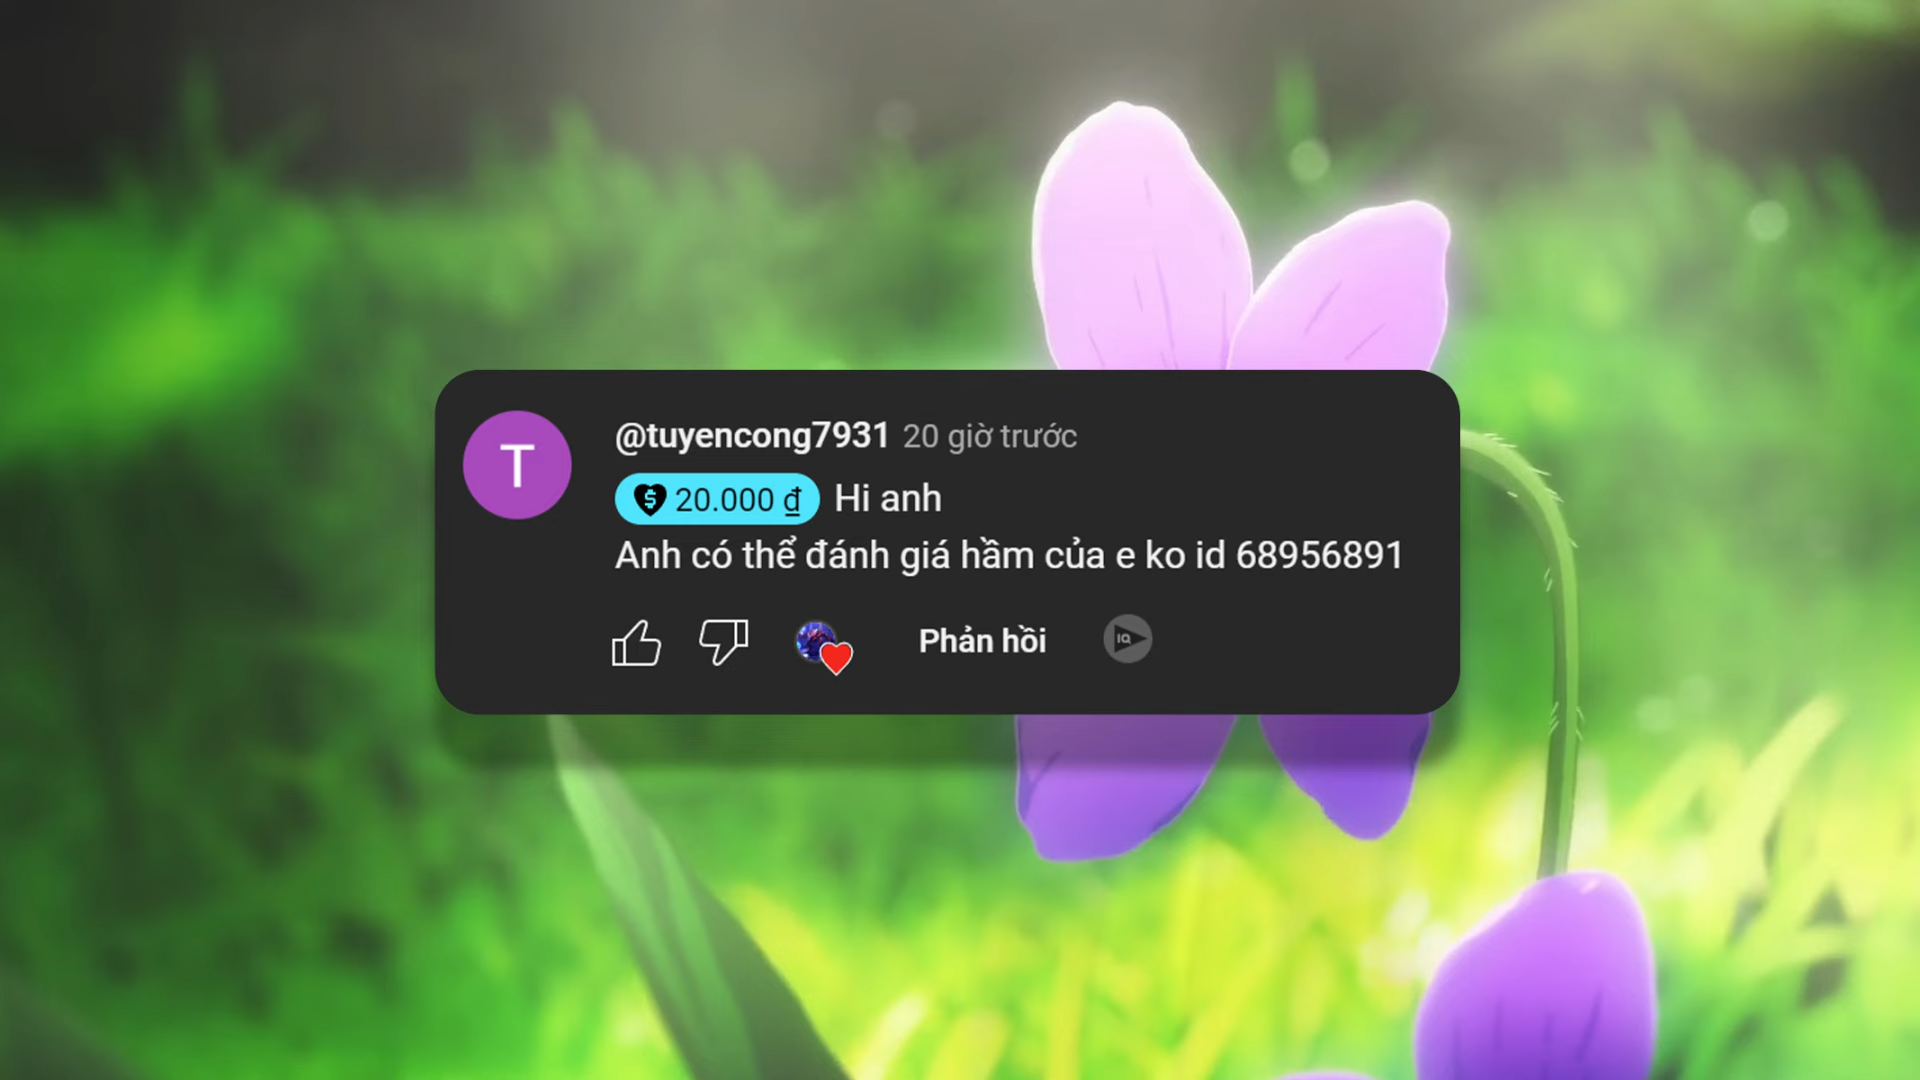 T
@tuyencong7931 20 giờ trước
$ 20.000 ₫ Hi anh
Anh có thể đánh giá hầm của e ko id 68956891
Phản hồi IQ